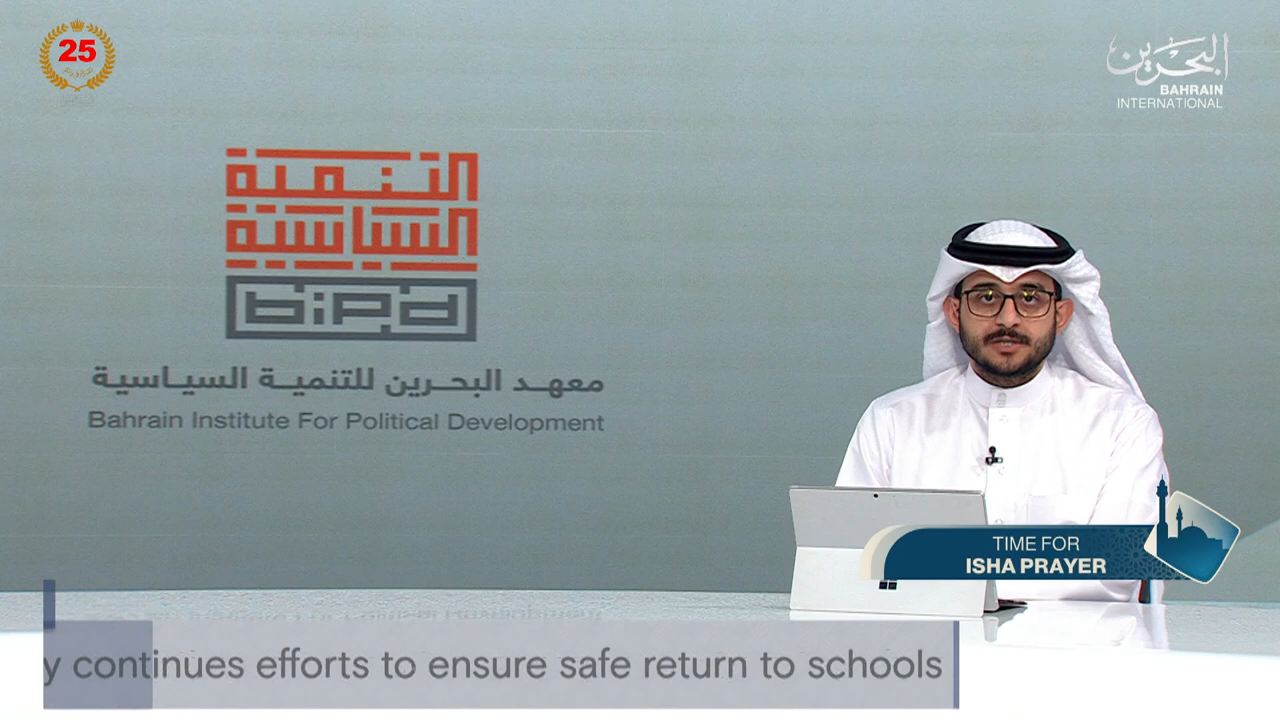 25
البحرين
BAHRAIN
INTERNATIONAL
التنمية
السياسية
bipd
معهد البحرين للتنمية السياسية
Bahrain Institute For Political Development
TIME FOR
ISHA PRAYER
y continues efforts to ensure safe return to schools